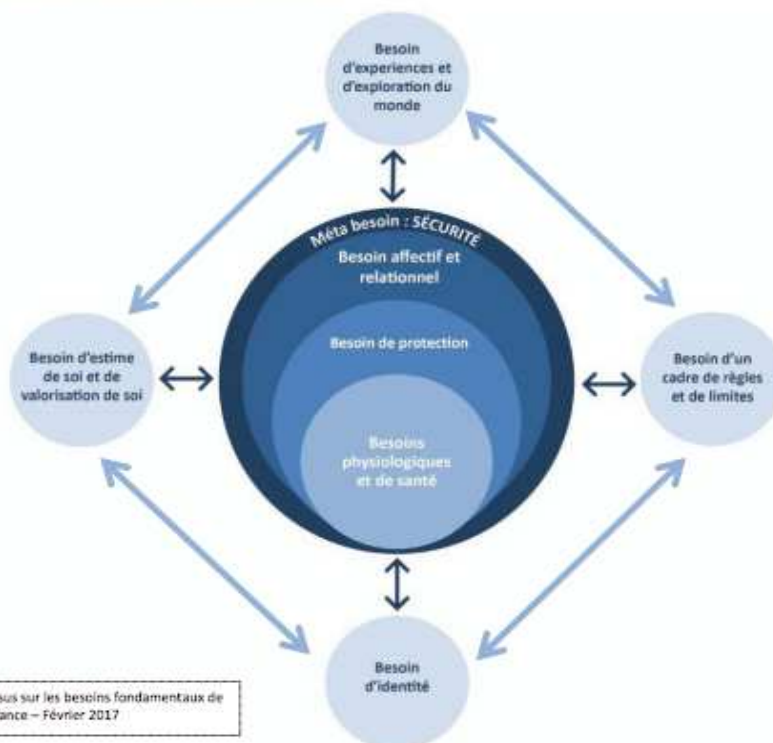 Besoin
d'experiences et
d'exploration du
monde
Méta besoin : SÉCURITÉ
Besoin affectif et
relationnel
Besoin de protection
Besoin d'estime
de soi et de
valorisation de soi
Besoin d'un
cadre de règles
et de limites
Besoins
physiologiques
et de santé
Besoin
d'identité
sus sur les besoins fondamentaux de
ance – Février 2017